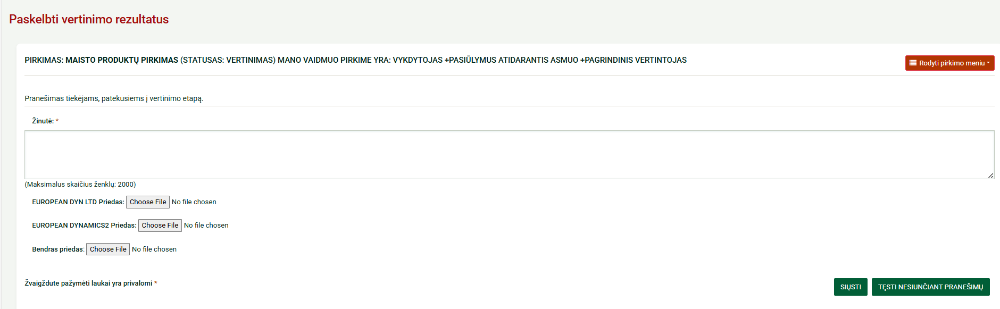 Paskelbti vertinimo rezultatus
PIRKIMAS: MAISTO PRODUKTŲ PIRKIMAS (STATUSAS: VERTINIMAS) MANO VAIDMUO PIRKIME YRA: VYKDYTOJAS +PASIŪLYMUS ATIDARANTIS ASMUO +PAGRINDINIS VERTINTOJAS
Rodyti pirkimo meniu
Pranešimas tiekėjams, patekusiems į vertinimo etapą.
Žinutė: *
(Maksimalus skaičius ženklų: 2000)
EUROPEAN DYN LTD Priedas: Choose File No file chosen
EUROPEAN DYNAMICS2 Priedas: Choose File No file chosen
Bendras priedas: Choose File No file chosen
Žvaigždute pažymėti laukai yra privalomi *
SIŲSTI TĘSTI NESIUNČIANT PRANEŠIMŲ